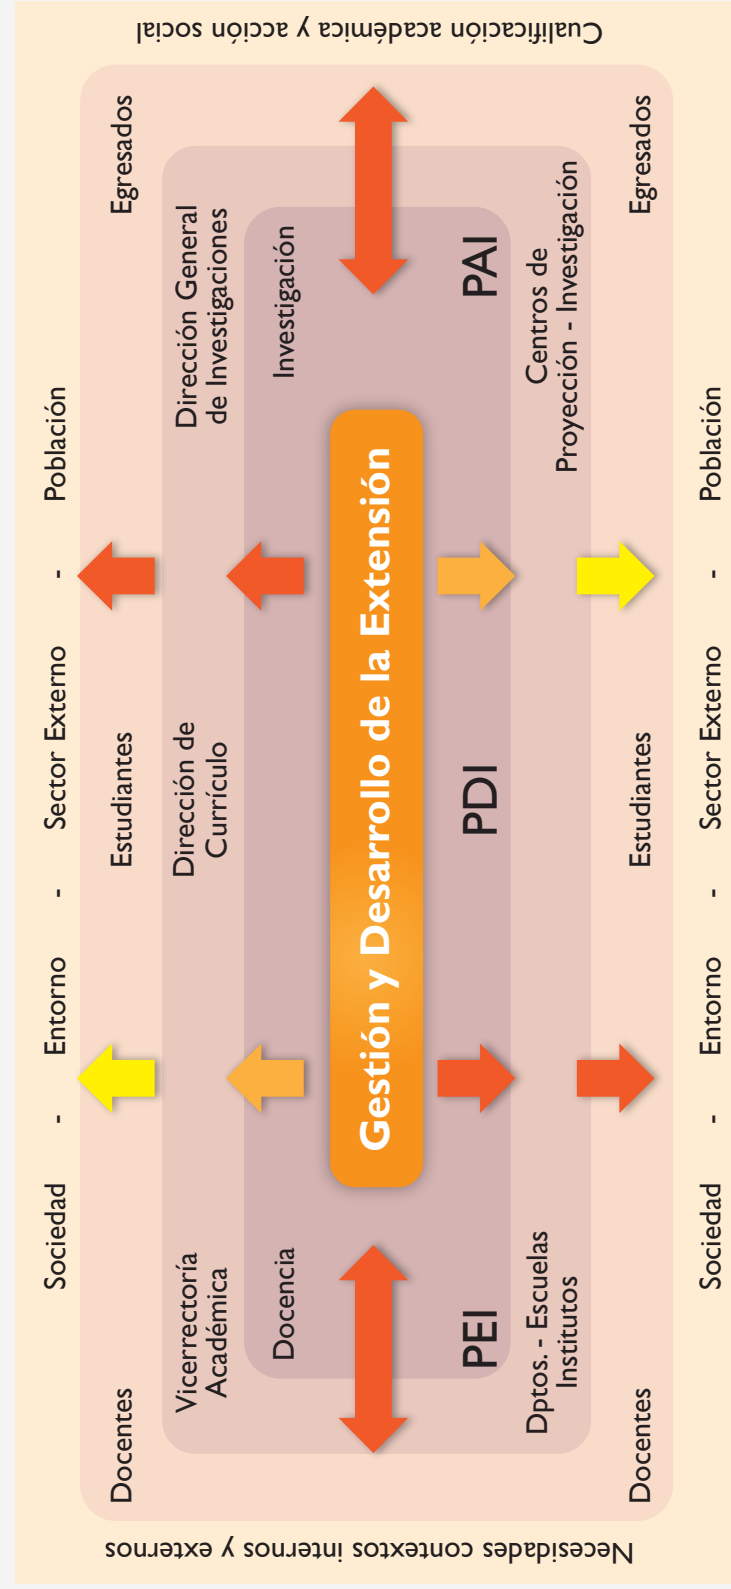 Cualificación académica y acción social
Sociedad - Entorno - Sector Externo - Población
Docentes
Estudiantes
Egresados
Vicerrectoría
Académica
Dirección de
Currículo
Dirección General
de Investigaciones
Docencia
Investigación
Gestión y Desarrollo de la Extensión
PEI
PDI
PAI
Dptos. - Escuelas
Institutos
Centros de
Proyección - Investigación
Docentes
Estudiantes
Egresados
Sociedad - Entorno - Sector Externo - Población
Necesidades contextos internos y externos